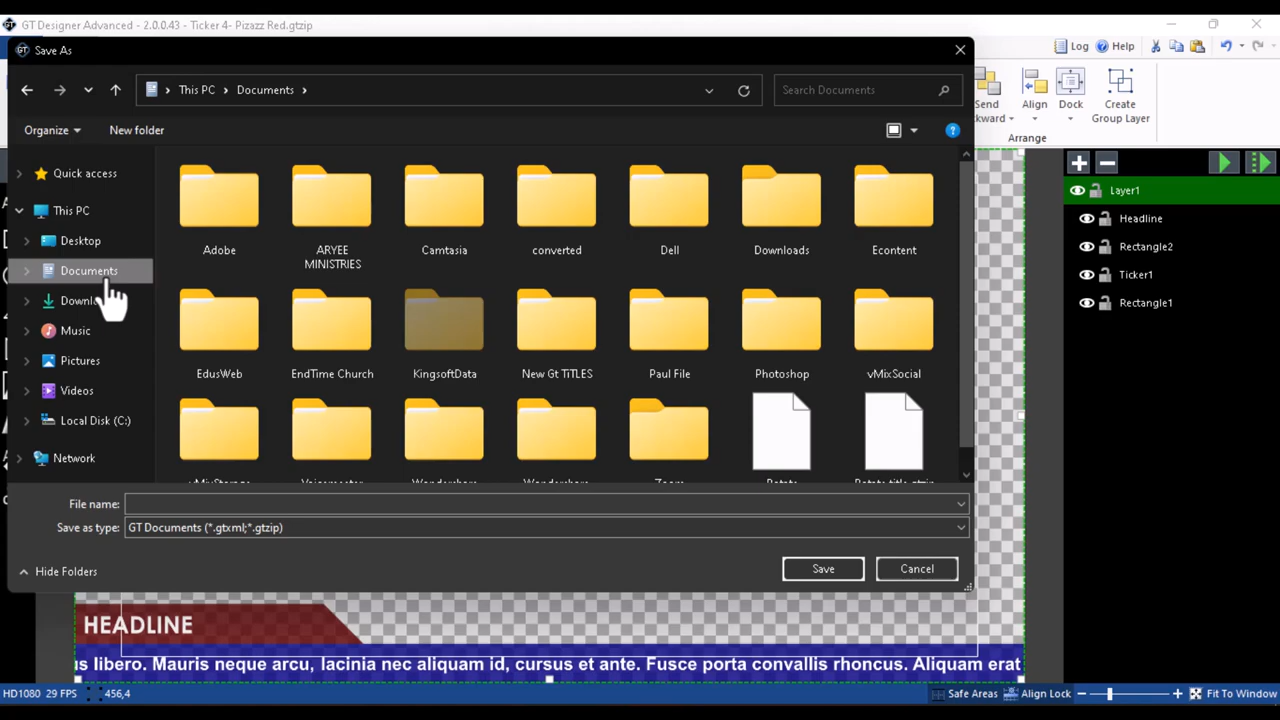 GT Designer Advanced - 2.0.0.43 - Ticker 4- Pizazz Red.gtzip
Save As
Log Help
This PC Documents
Search Documents
Organize New folder
Send
kward
Align
Dock
Create
Group Layer
Arrange
Quick access
This PC
Desktop
Documents
Music
Pictures
Videos
Local Disk (C:)
Network
Adobe
ARYEE
MINISTRIES
Camtasia
converted
Dell
Downloads
Econtent
EdusWeb
EndTime Church
KingsoftData
New Gt TiTLES
Paul File
Photoshop
vMixSocial
Layer1
Headline
Rectangle2
Ticker1
Rectangle1
File name:
Save as type: GT Documents (*.gtxml;*.gtzip)
Hide Folders
Save
Cancel
HEADLINE
us libero. Mauris neque arcu, lacinia nec aliquam id, cursus et ante. Fusce porta convallis rhoncus. Aliquam erat
HD1080 29 FPS 456,4
Safe Areas Align Lock Fit To Window